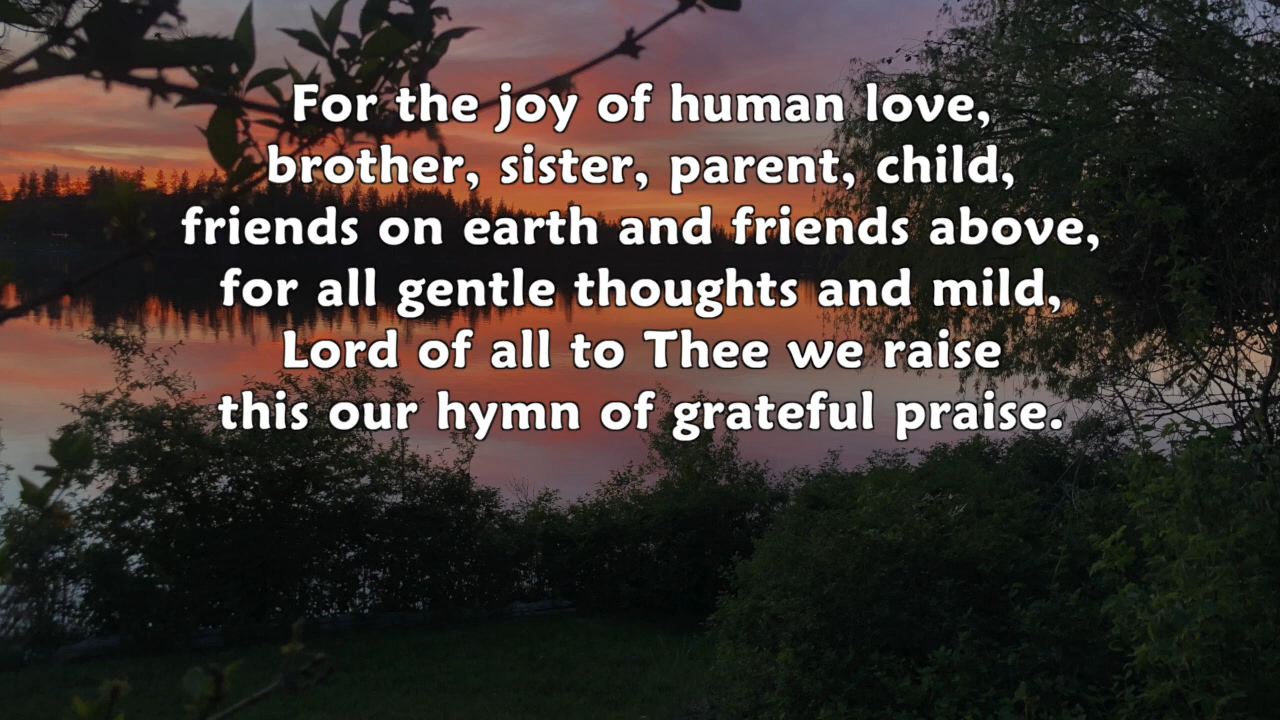 For the joy of human love,
brother, sister, parent, child,
friends on earth and friends above,
for all gentle thoughts and mild,
Lord of all to Thee we raise
this our hymn of grateful praise.